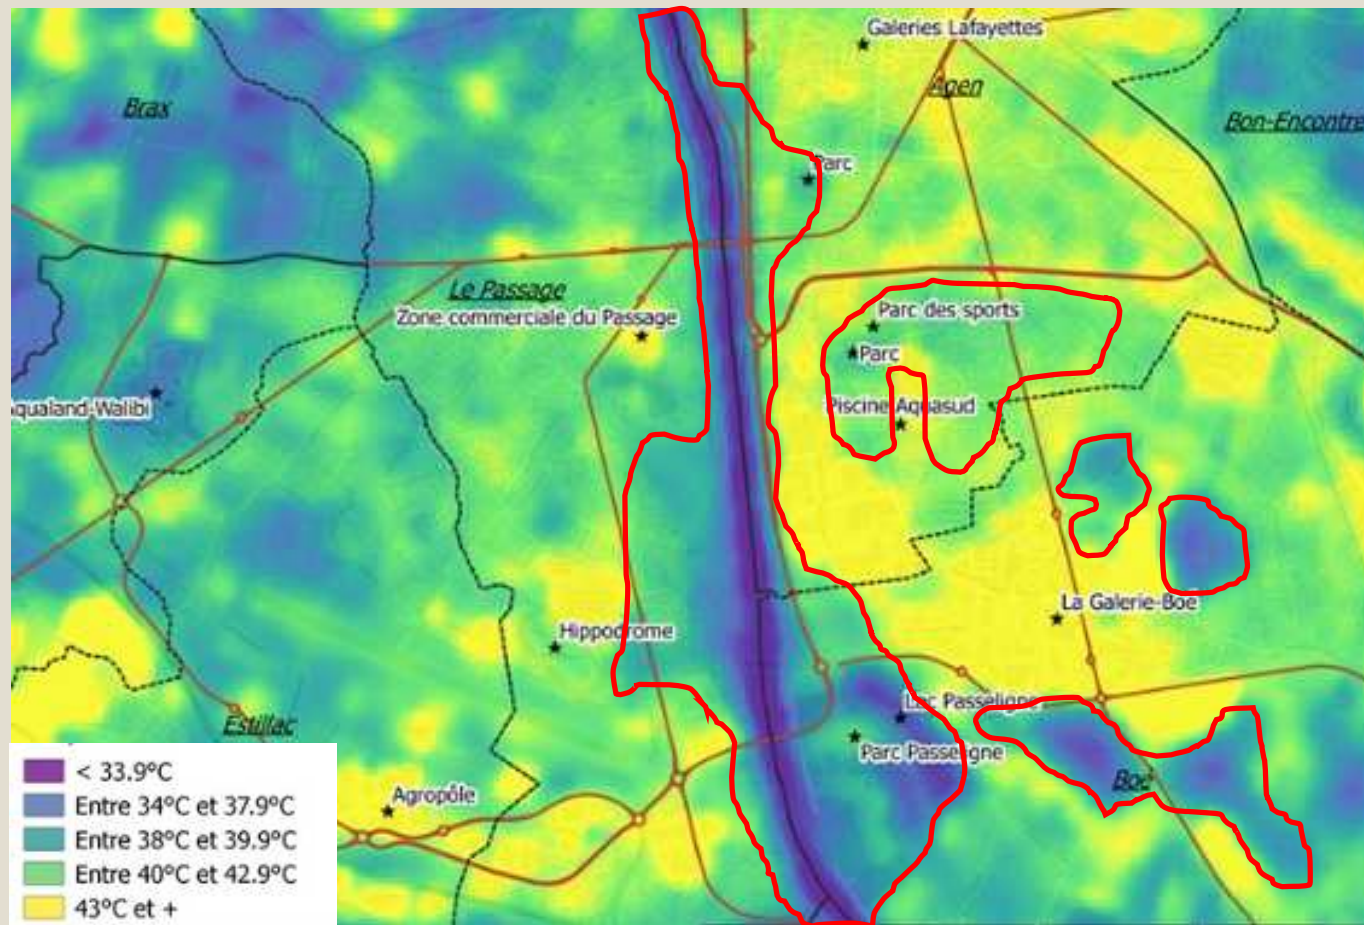 Galeries Lafayettes
Agen
Brax
Bon-Encontre
Parc
Le Passage
Zone commerciale du Passage
Parc des sports
Parc
Aqualand-Walibi
Piscine Aquasud
La Galerie-Boe
Hippodrome
Lac Passeligne
Estillac
Parc Passeligne
Boé
Agropôle
< 33.9°C
Entre 34°C et 37.9°C
Entre 38°C et 39.9°C
Entre 40°C et 42.9°C
43°C et +